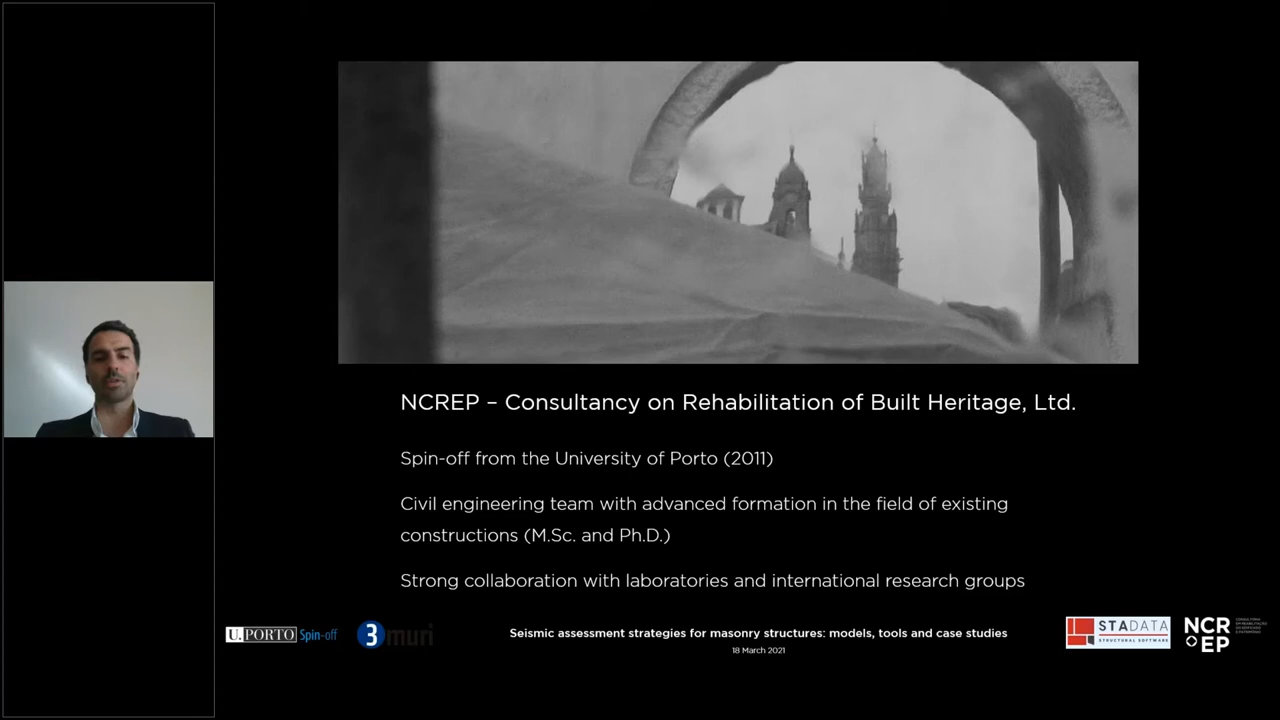 NCREP – Consultancy on Rehabilitation of Built Heritage, Ltd.
Spin-off from the University of Porto (2011)
Civil engineering team with advanced formation in the field of existing
constructions (M.Sc. and Ph.D.)
Strong collaboration with laboratories and international research groups
U. PORTO Spin-off
3muri
Seismic assessment strategies for masonry structures: models, tools and case studies
18 March 2021
STADATA
STRUCTURAL SOFTWARE
NCR
EP